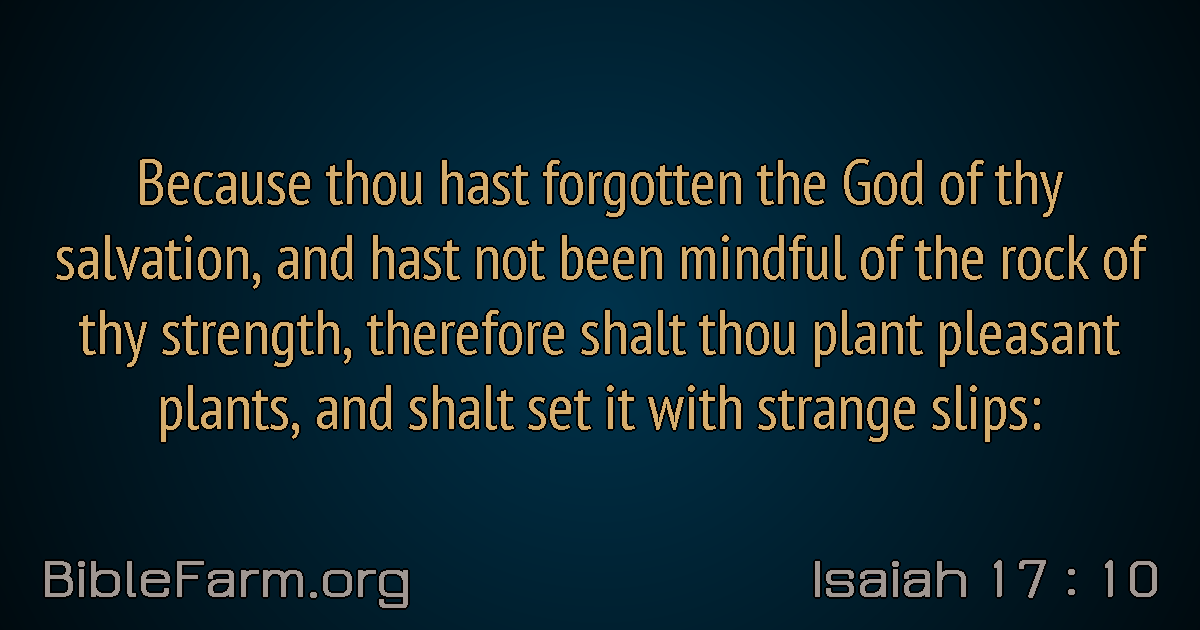 Because thou hast forgotten the God of thy
salvation, and hast not been mindful of the rock of
thy strength, therefore shalt thou plant pleasant
plants, and shalt set it with strange slips:
BibleFarm.org
Isaiah 17 : 10